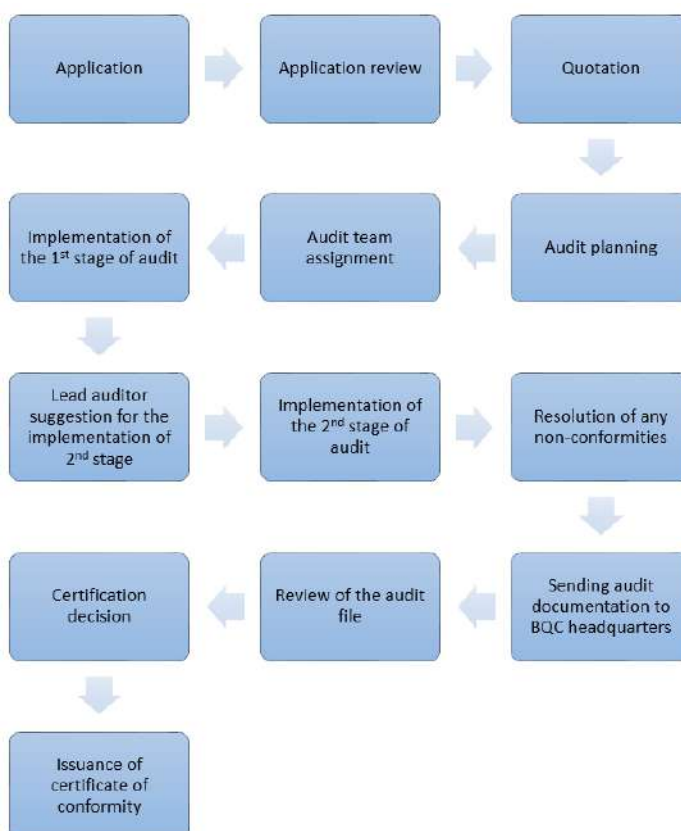 Application
Application review
Quotation
Audit planning
Audit team
assignment
Implementation of
the 1st stage of audit
Lead auditor
suggestion for the
implementation of
2nd stage
Implementation of
the 2nd stage of
audit
Resolution of any
non-conformities
Sending audit
documentation to
BQC headquarters
Review of the audit
file
Certification
decision
Issuance of
certificate of
conformity